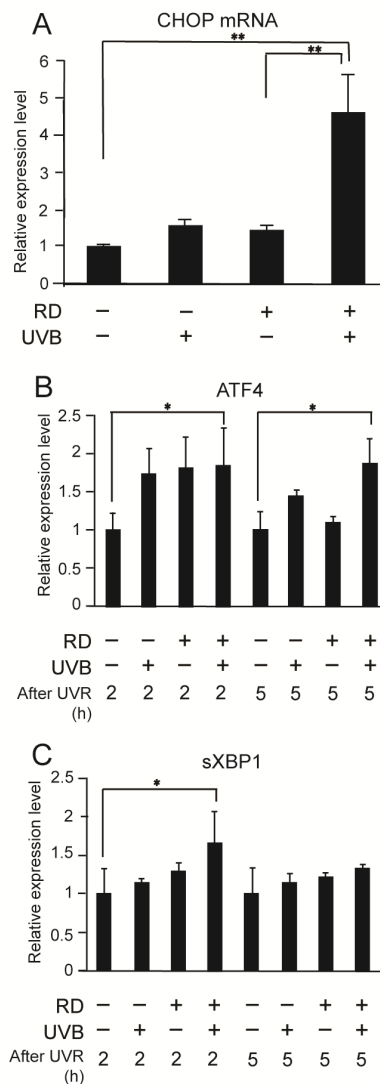 A
CHOP mRNA
**
**
Relative expression level
6
5
4
3
2
1
0
RD − − + +
UVB − + − +
B
ATF4
* *
Relative expression level
2.5
2
1.5
1
0.5
0
RD − − + + − − + +
UVB − + − + − + − +
After UVR 2 2 2 2 5 5 5 5
(h)
C
sXBP1
*
Relative expression level
2.5
2
1.5
1
0.5
0
RD − − + + − − + +
UVB − + − + − + − +
After UVR 2 2 2 2 5 5 5 5
(h)